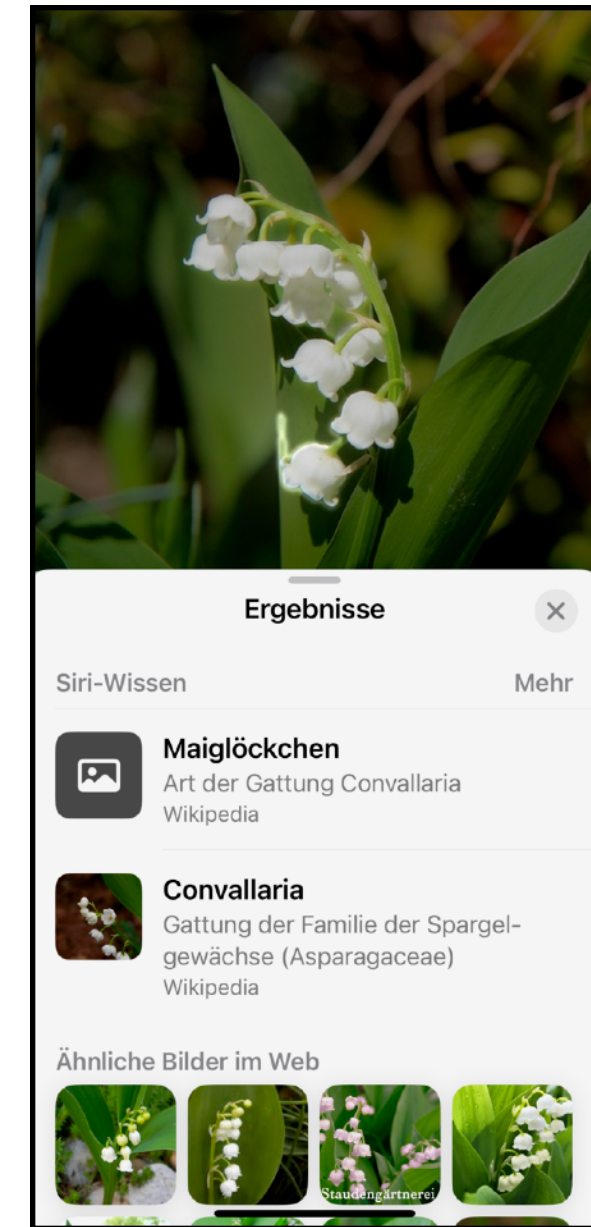 Ergebnisse
Siri-Wissen
Mehr
Maiglöckchen
Art der Gattung Convallaria
Wikipedia
Convallaria
Gattung der Familie der Spargel-
gewächse (Asparagaceae)
Wikipedia
Ähnliche Bilder im Web
Staudengärtnerei